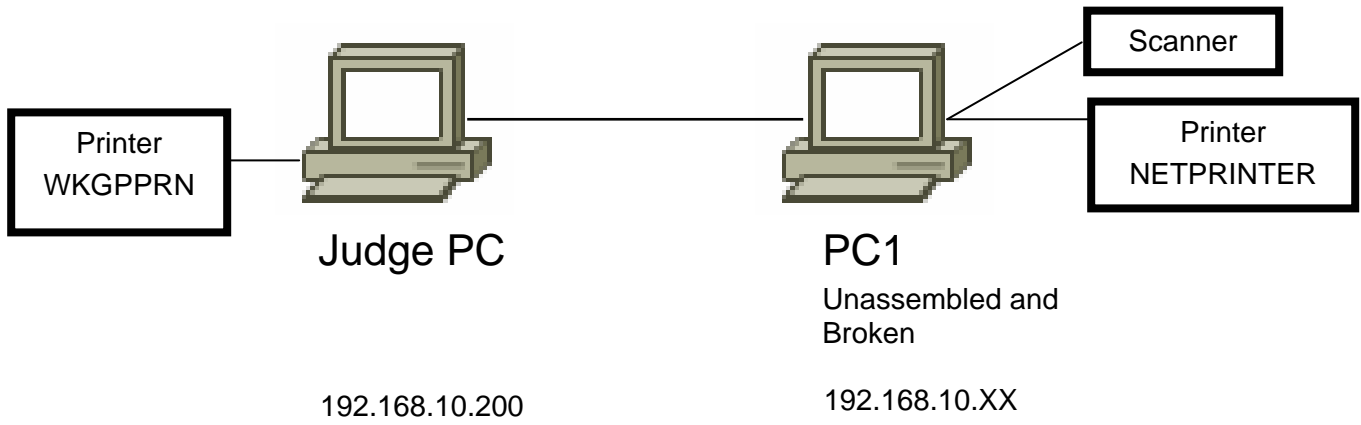 Scanner
Printer
NETPRINTER
Printer
WKGPPRN
Judge PC
PC1
Unassembled and
Broken
192.168.10.200
192.168.10.XX